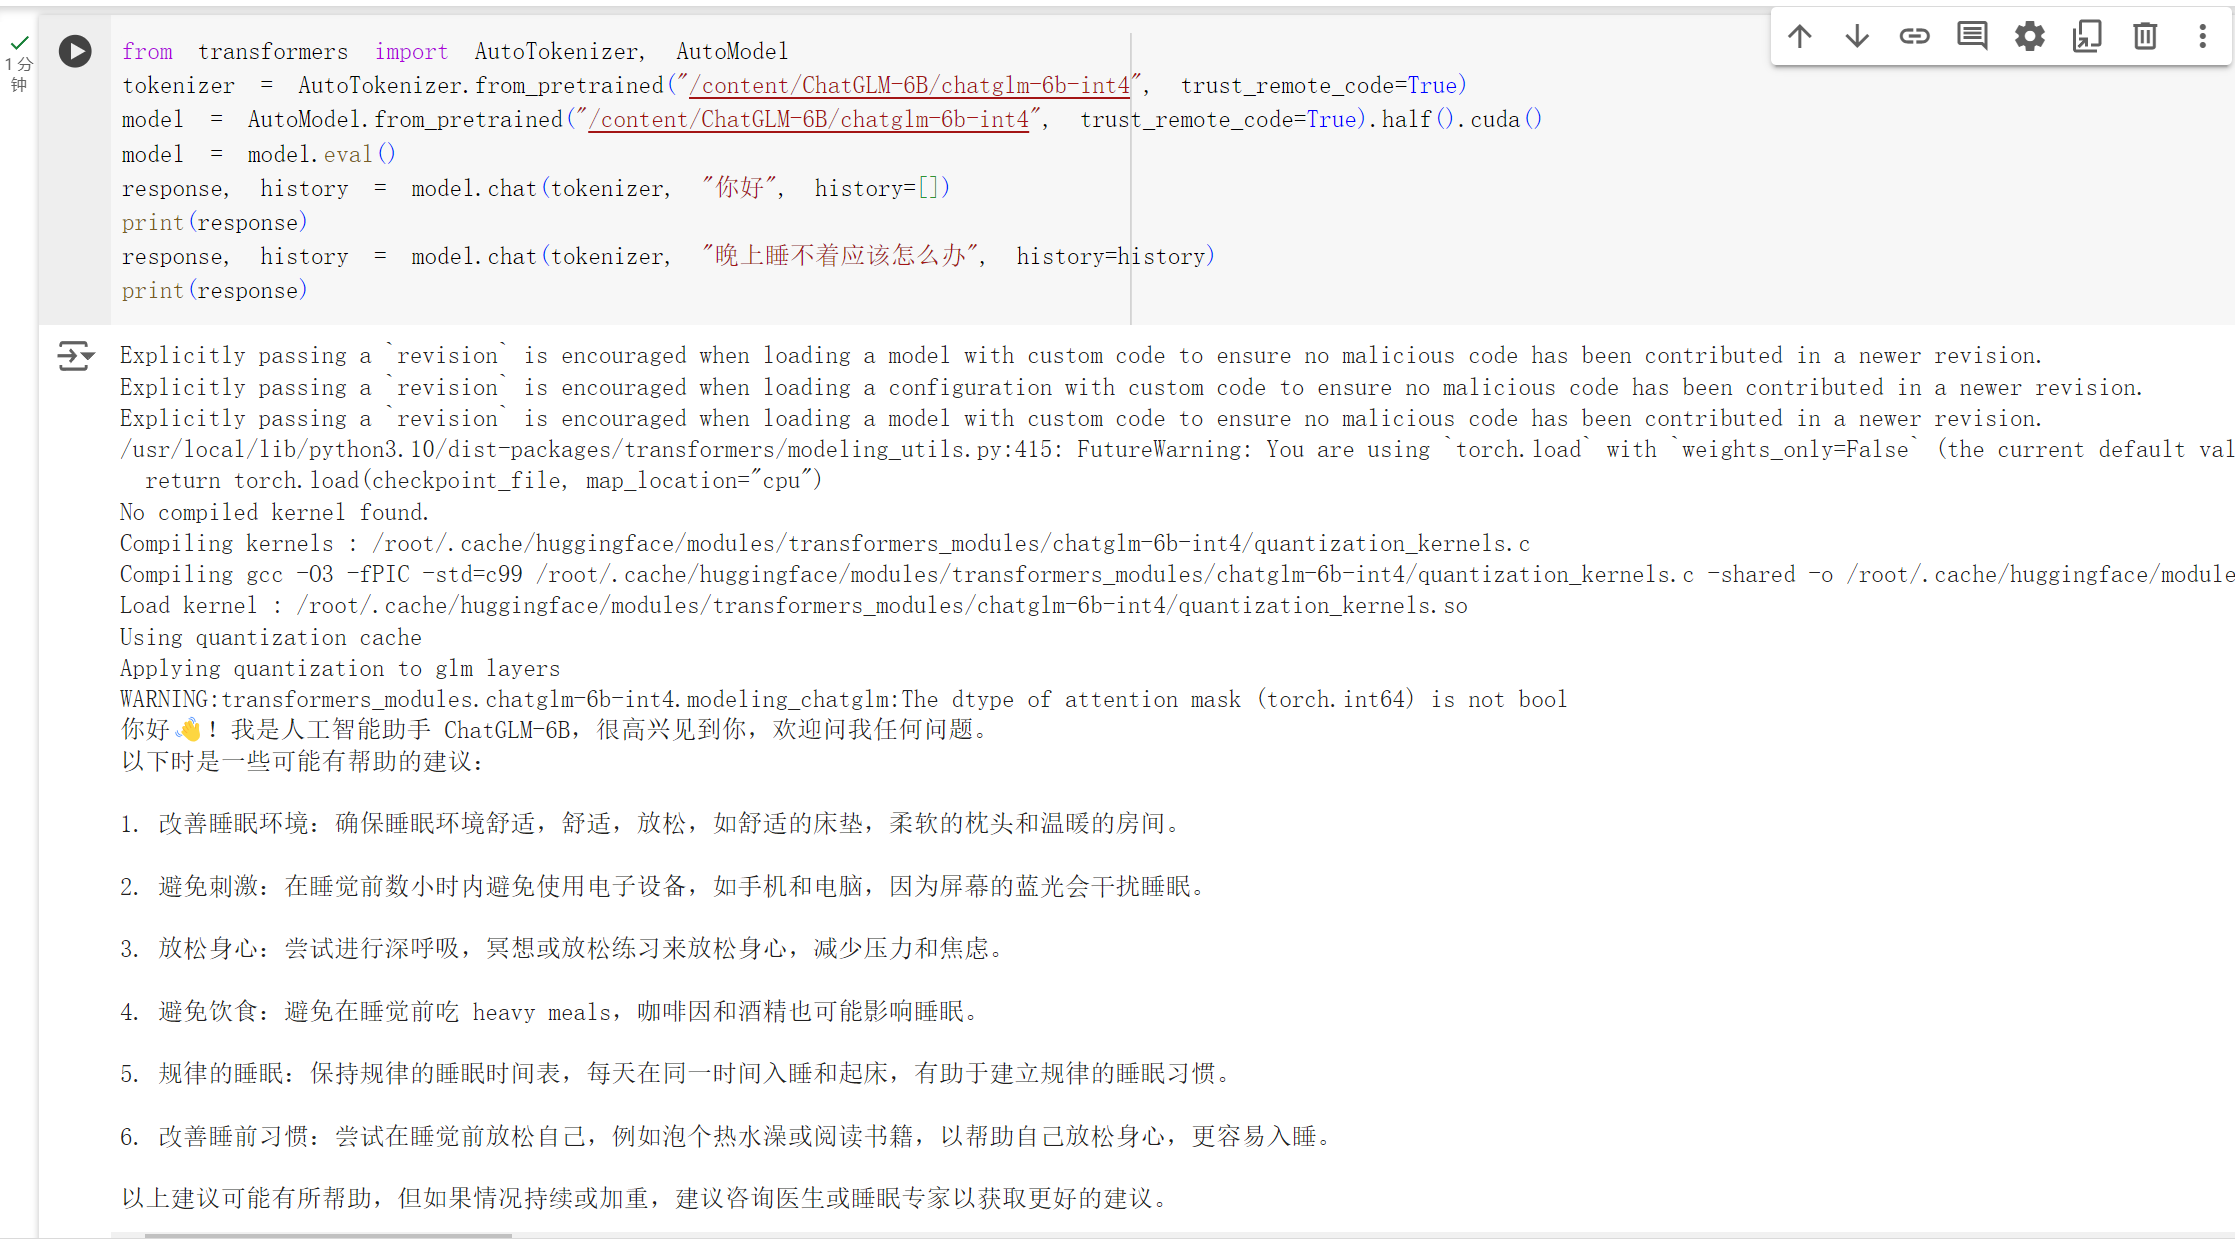 1 分
钟
from transformers import AutoTokenizer, AutoModel
tokenizer = AutoTokenizer.from_pretrained("/content/ChatGLM-6B/chatglm-6b-int4", trust_remote_code=True)
model = AutoModel.from_pretrained("/content/ChatGLM-6B/chatglm-6b-int4", trust_remote_code=True).half().cuda()
model = model.eval()
response, history = model.chat(tokenizer, "你好", history=[])
print(response)
response, history = model.chat(tokenizer, "晚上睡不着应该怎么办", history=history)
print(response)
Explicitly passing a `revision` is encouraged when loading a model with custom code to ensure no malicious code has been contributed in a newer revision.
Explicitly passing a `revision` is encouraged when loading a configuration with custom code to ensure no malicious code has been contributed in a newer revision.
Explicitly passing a `revision` is encouraged when loading a model with custom code to ensure no malicious code has been contributed in a newer revision.
/usr/local/lib/python3.10/dist-packages/transformers/modeling_utils.py:415: FutureWarning: You are using `torch.load` with `weights_only=False` (the current default val
return torch.load(checkpoint_file, map_location="cpu")
No compiled kernel found.
Compiling kernels : /root/.cache/huggingface/modules/transformers_modules/chatglm-6b-int4/quantization_kernels.c
Compiling gcc -O3 -fPIC -std=c99 /root/.cache/huggingface/modules/transformers_modules/chatglm-6b-int4/quantization_kernels.c -shared -o /root/.cache/huggingface/module
Load kernel : /root/.cache/huggingface/modules/transformers_modules/chatglm-6b-int4/quantization_kernels.so
Using quantization cache
Applying quantization to glm layers
WARNING:transformers_modules.chatglm-6b-int4.modeling_chatglm:The dtype of attention mask (torch.int64) is not bool
你好👋！我是人工智能助手 ChatGLM-6B，很高兴见到你，欢迎问我任何问题。
以下时是一些可能有帮助的建议：
1. 改善睡眠环境：确保睡眠环境舒适，舒适，放松，如舒适的床垫，柔软的枕头和温暖的房间。
2. 避免刺激：在睡觉前数小时内避免使用电子设备，如手机和电脑，因为屏幕的蓝光会干扰睡眠。
3. 放松身心：尝试进行深呼吸，冥想或放松练习来放松身心，减少压力和焦虑。
4. 避免饮食：避免在睡觉前吃 heavy meals，咖啡因和酒精也可能影响睡眠。
5. 规律的睡眠：保持规律的睡眠时间表，每天在同一时间入睡和起床，有助于建立规律的睡眠习惯。
6. 改善睡前习惯：尝试在睡觉前放松自己，例如泡个热水澡或阅读书籍，以帮助自己放松身心，更容易入睡。
以上建议可能有所帮助，但如果情况持续或加重，建议咨询医生或睡眠专家以获取更好的建议。